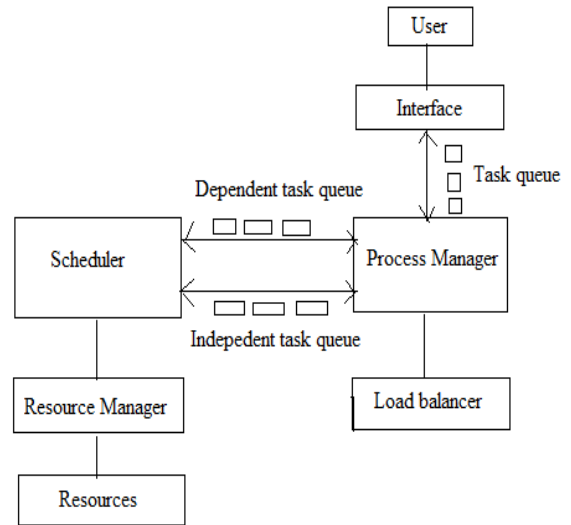 User
Interface
Task queue
Dependent task queue
Scheduler
Process Manager
Indepedent task queue
Resource Manager
Load balancer
Resources